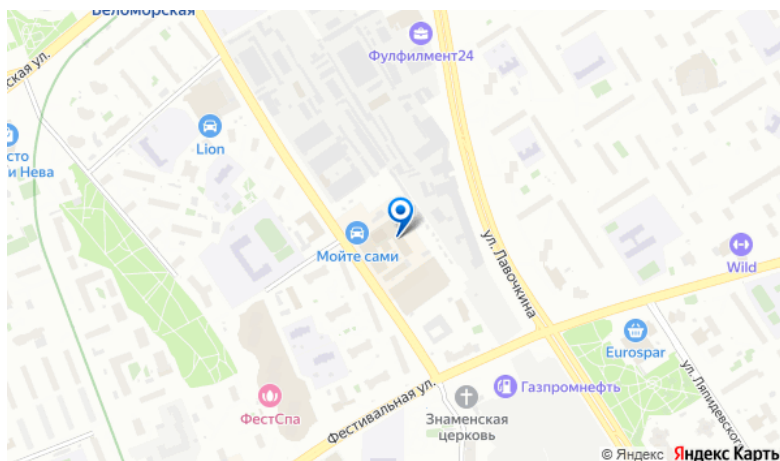 Беломорская
Фулфилмент24
ская ул.
Lion
сто
и Нева
Мойте сами
ул. Лавочкина
Wild
Eurospar
ул. Ляпидевского
Газпромнефть
Фестивальная ул.
ФестСпа
Знаменская
церковь
© Яндекс Яндекс Карты